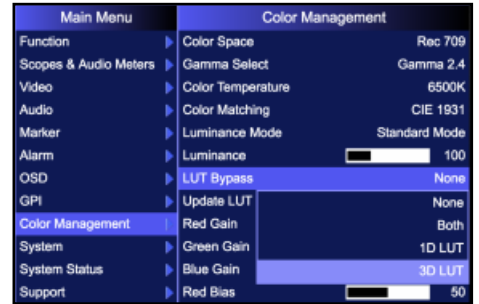 Main Menu
Color Management
Function
Scopes & Audio Meters
Video
Audio
Marker
Alarm
OSD
GPI
Color Management
System
System Status
Support
Color Space Rec 709
Gamma Select Gamma 2.4
Color Temperature 6500K
Color Matching CIE 1931
Luminance Mode Standard Mode
Luminance 100
LUT Bypass None
Update LUT None
Red Gain Both
Green Gain 1D LUT
Blue Gain 3D LUT
Red Bias 50